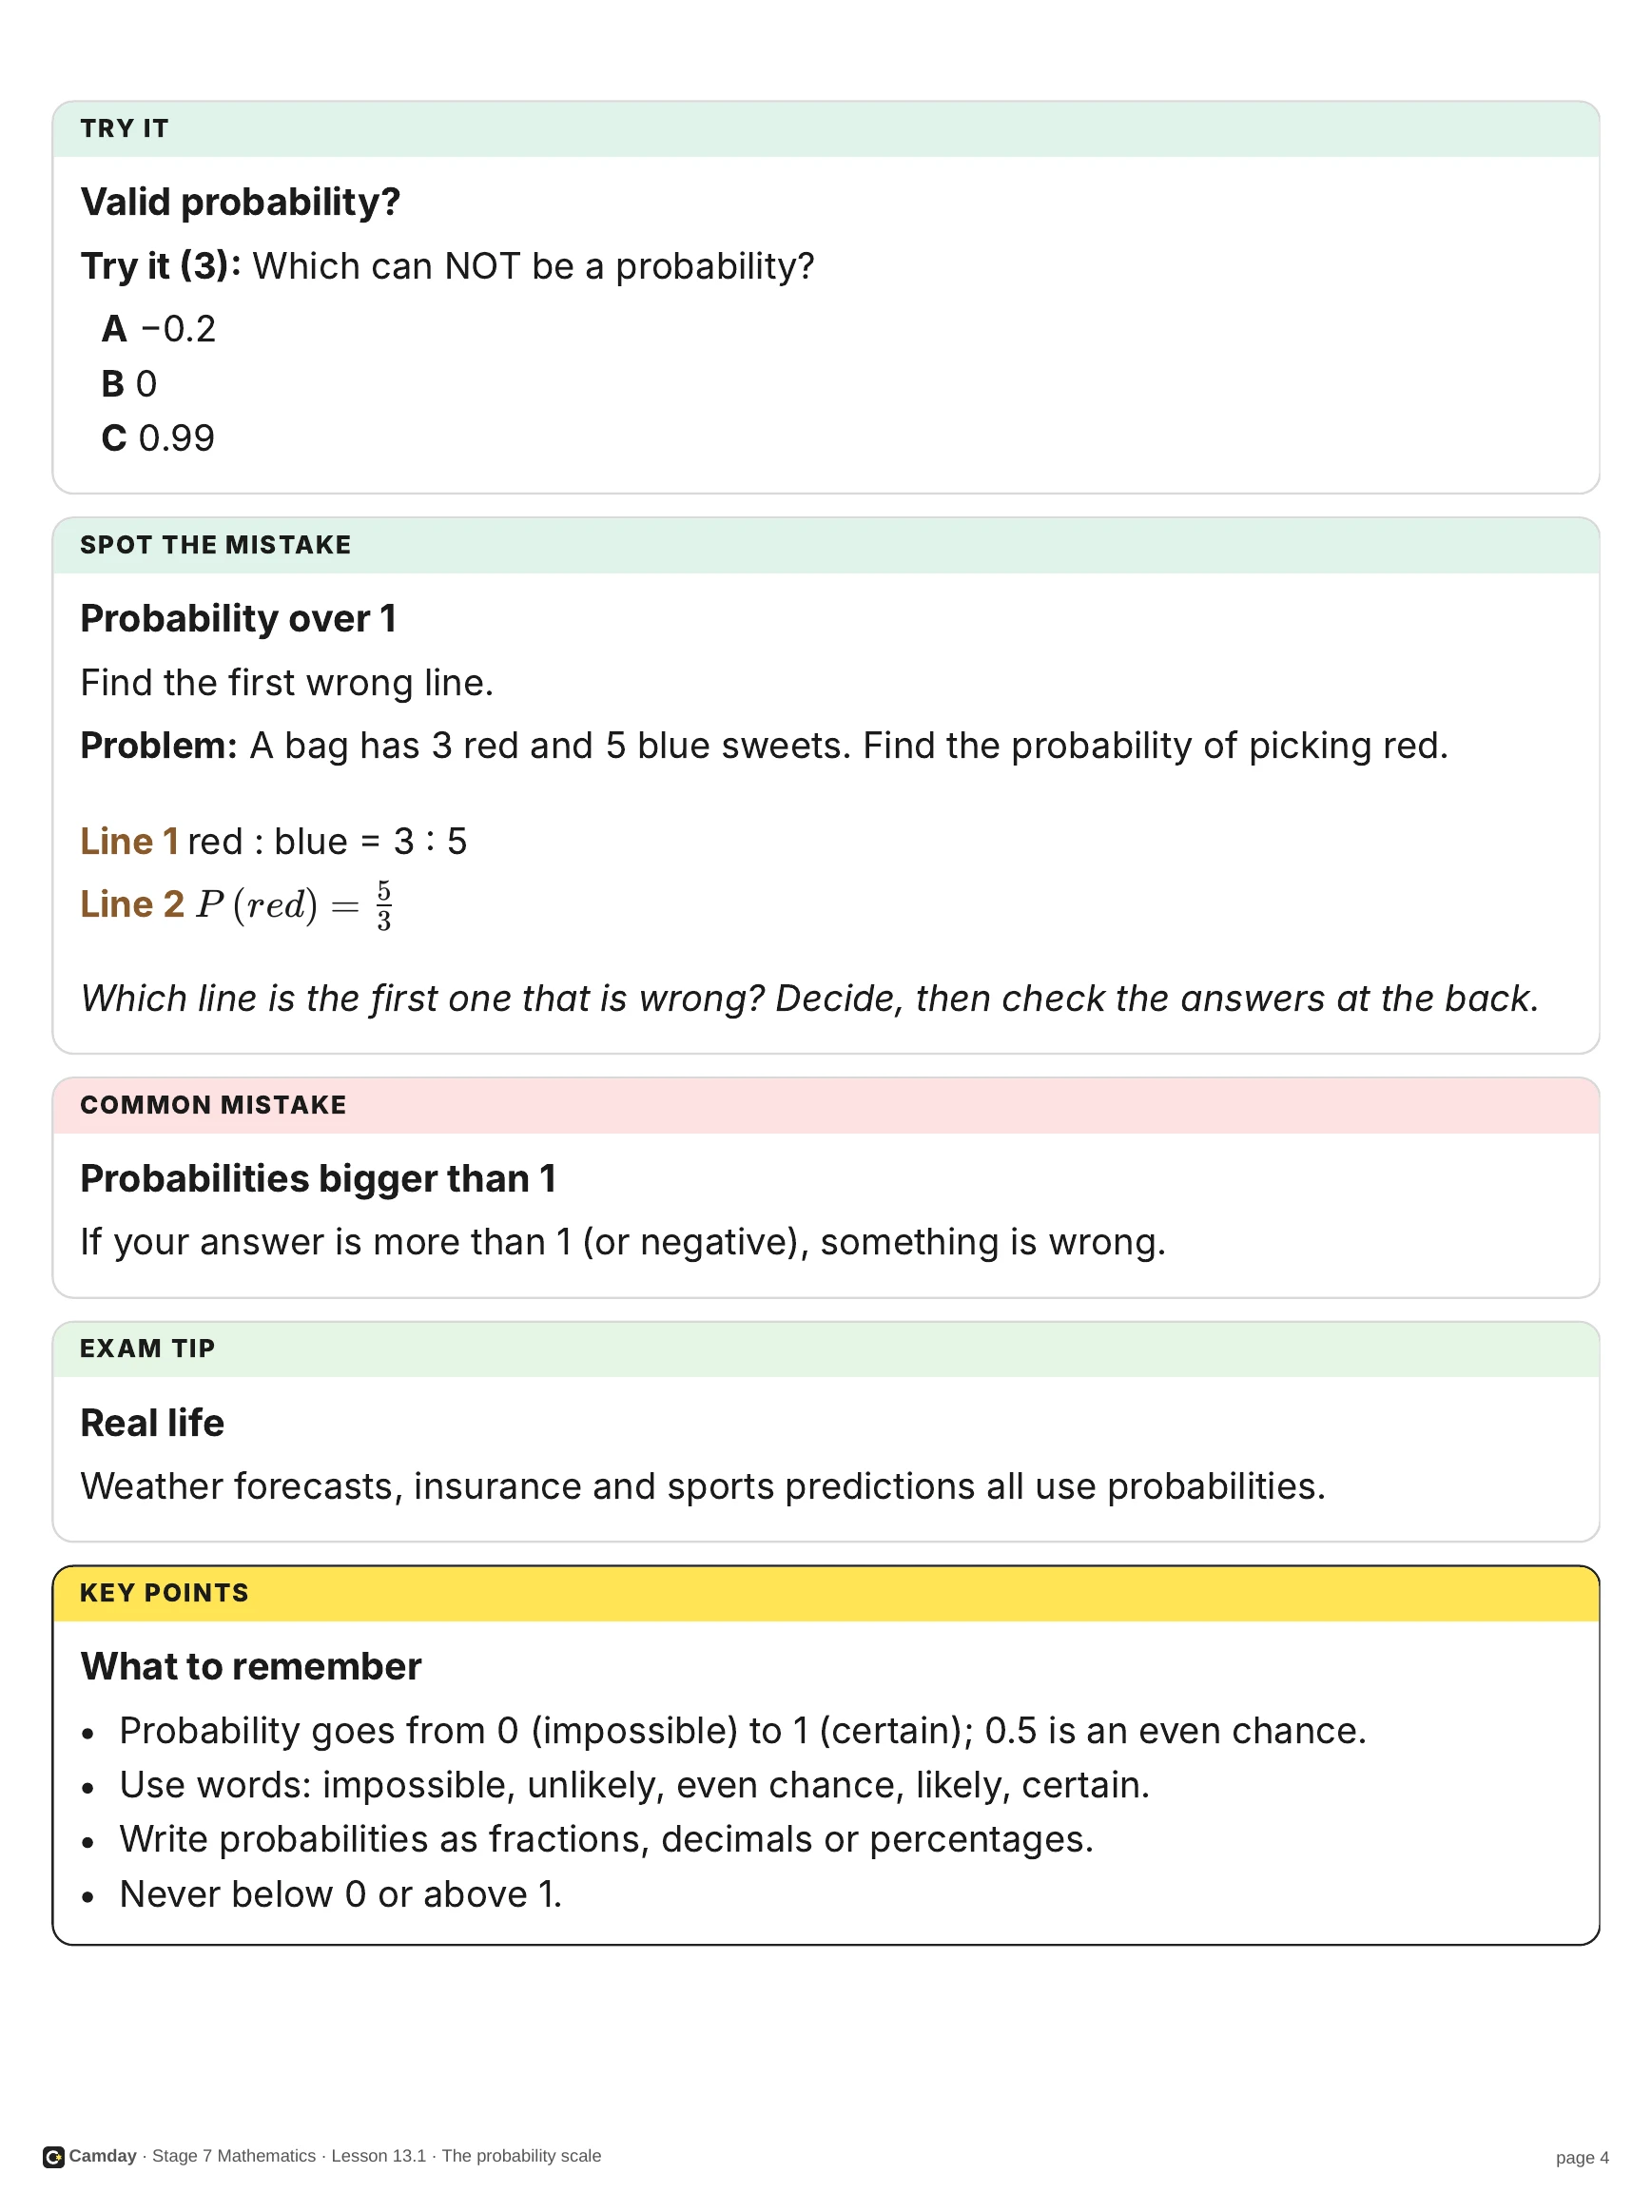 TRY IT
Valid probability?
Try it (3): Which can NOT be a probability?
A −0.2
B 0
C 0.99
SPOT THE MISTAKE
Probability over 1
Find the first wrong line.
Problem: A bag has 3 red and 5 blue sweets. Find the probability of picking red.
Line 1 red : blue = 3 : 5
Line 2 P (red) = 5/3
Which line is the first one that is wrong? Decide, then check the answers at the back.
COMMON MISTAKE
Probabilities bigger than 1
If your answer is more than 1 (or negative), something is wrong.
EXAM TIP
Real life
Weather forecasts, insurance and sports predictions all use probabilities.
KEY POINTS
What to remember
• Probability goes from 0 (impossible) to 1 (certain); 0.5 is an even chance.
• Use words: impossible, unlikely, even chance, likely, certain.
• Write probabilities as fractions, decimals or percentages.
• Never below 0 or above 1.
Camday · Stage 7 Mathematics · Lesson 13.1 · The probability scale
page 4